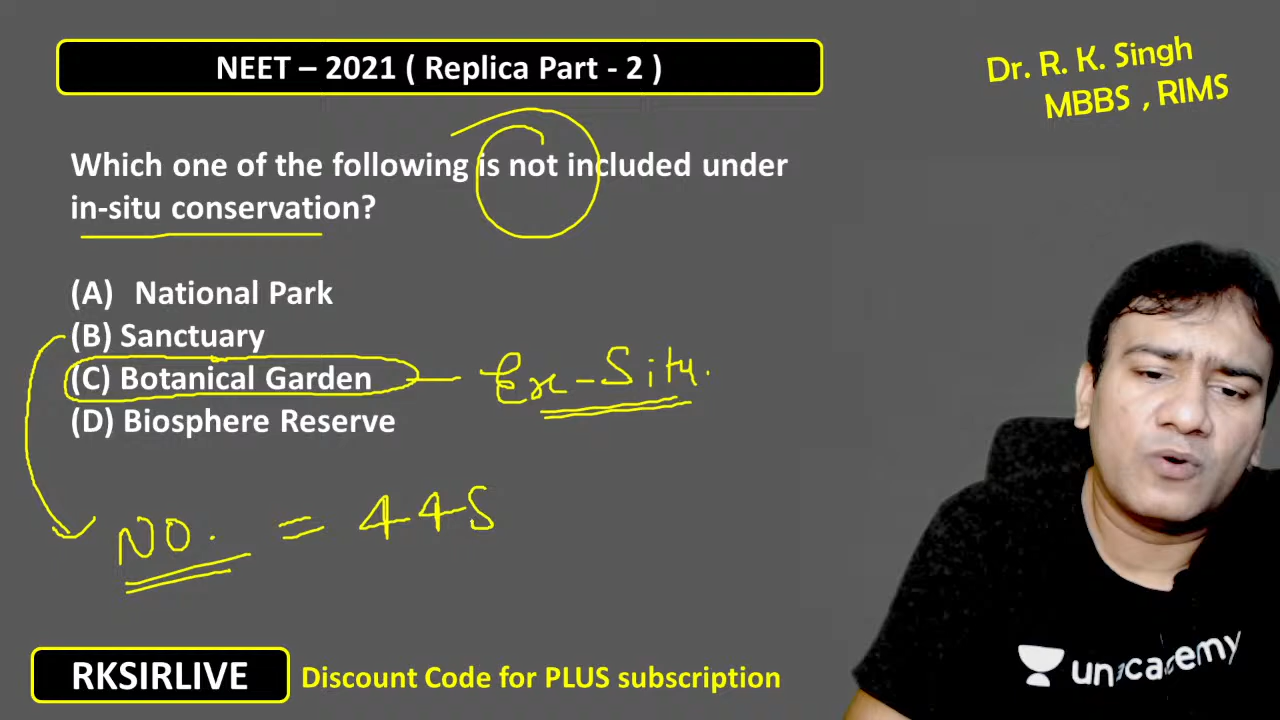 NEET – 2021 ( Replica Part - 2 )
Dr. R. K. Singh
MBBS , RIMS
Which one of the following is not included under
in-situ conservation?
(A) National Park
(B) Sanctuary
(C) Botanical Garden
Ex-Situ.
(D) Biosphere Reserve
NO. = 445
unacademy
RKSIRLIVE
Discount Code for PLUS subscription